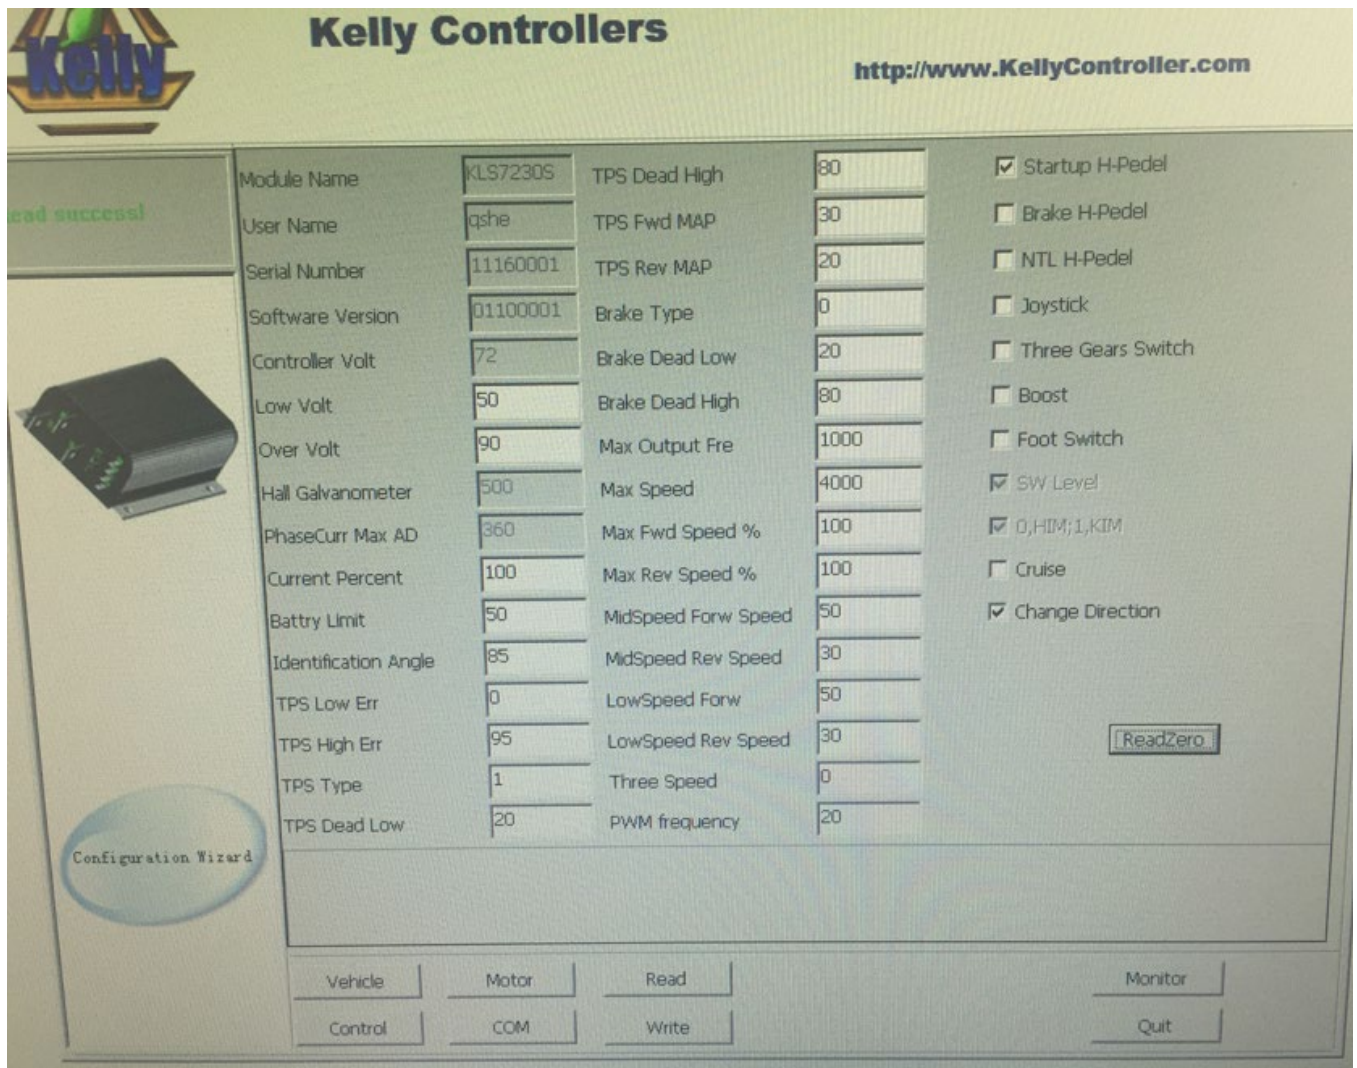 Kelly
Kelly Controllers
http://www.KellyController.com
ead success!
Module Name KLS7230S TPS Dead High 80 Startup H-Pedel
User Name qshe TPS Fwd MAP 30 Brake H-Pedel
Serial Number 11160001 TPS Rev MAP 20 NTL H-Pedel
Software Version 01100001 Brake Type 0 Joystick
Controller Volt 72 Brake Dead Low 20 Three Gears Switch
Low Volt 50 Brake Dead High 80 Boost
Over Volt 90 Max Output Fre 1000 Foot Switch
Hall Galvanometer 500 Max Speed 4000 SW Level
PhaseCurr Max AD 360 Max Fwd Speed % 100 0,HIM;1,KIM
Current Percent 100 Max Rev Speed % 100 Cruise
Battry Limit 50 MidSpeed Forw Speed 50 Change Direction
Identification Angle 85 MidSpeed Rev Speed 30
TPS Low Err 0 LowSpeed Forw 50
TPS High Err 95 LowSpeed Rev Speed 30 ReadZero
TPS Type 1 Three Speed 0
TPS Dead Low 20 PWM frequency 20
Configuration Wizard
Vehicle Motor Read Monitor
Control COM Write Quit